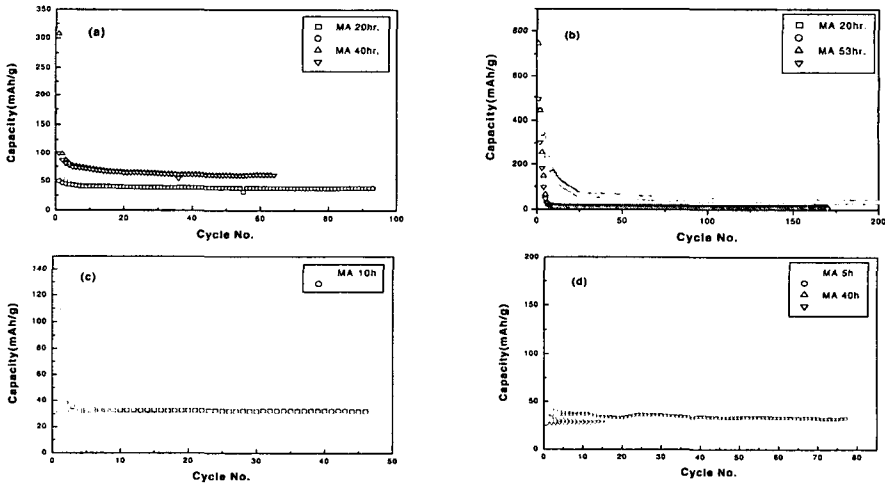 350
300
250
200
150
100
50
0
Capacity(mAh/g)
(a)
MA 20hr.
MA 40hr.
0 20 40 60 80 100
Cycle No.
800
600
400
200
0
Capacity(mAh/g)
(b)
MA 20hr.
MA 53hr.
0 50 100 150 200
Cycle No.
140
120
100
80
60
40
20
0
Capacity(mAh/g)
(c)
MA 10h
0 10 20 30 40 50
Cycle No.
200
150
100
50
0
Capacity(mAh/g)
(d)
MA 5h
MA 40h
0 10 20 30 40 50 60 70 80
Cycle No.